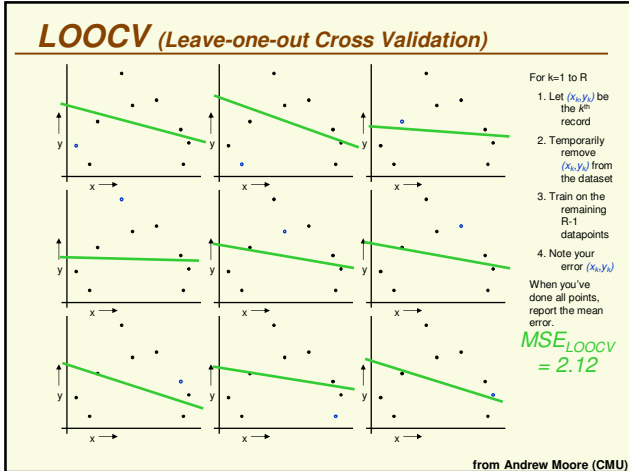 LOOCV (Leave-one-out Cross Validation)
y
x
y
x
y
x
y
x
y
x
y
x
y
x
y
x
y
x
For k=1 to R
1. Let (xk,yk) be
the kth
record
2. Temporarily
remove
(xk,yk) from
the dataset
3. Train on the
remaining
R-1
datapoints
4. Note your
error (xk,yk)
When you've
done all points,
report the mean
error.
MSELOOCV
= 2.12
from Andrew Moore (CMU)